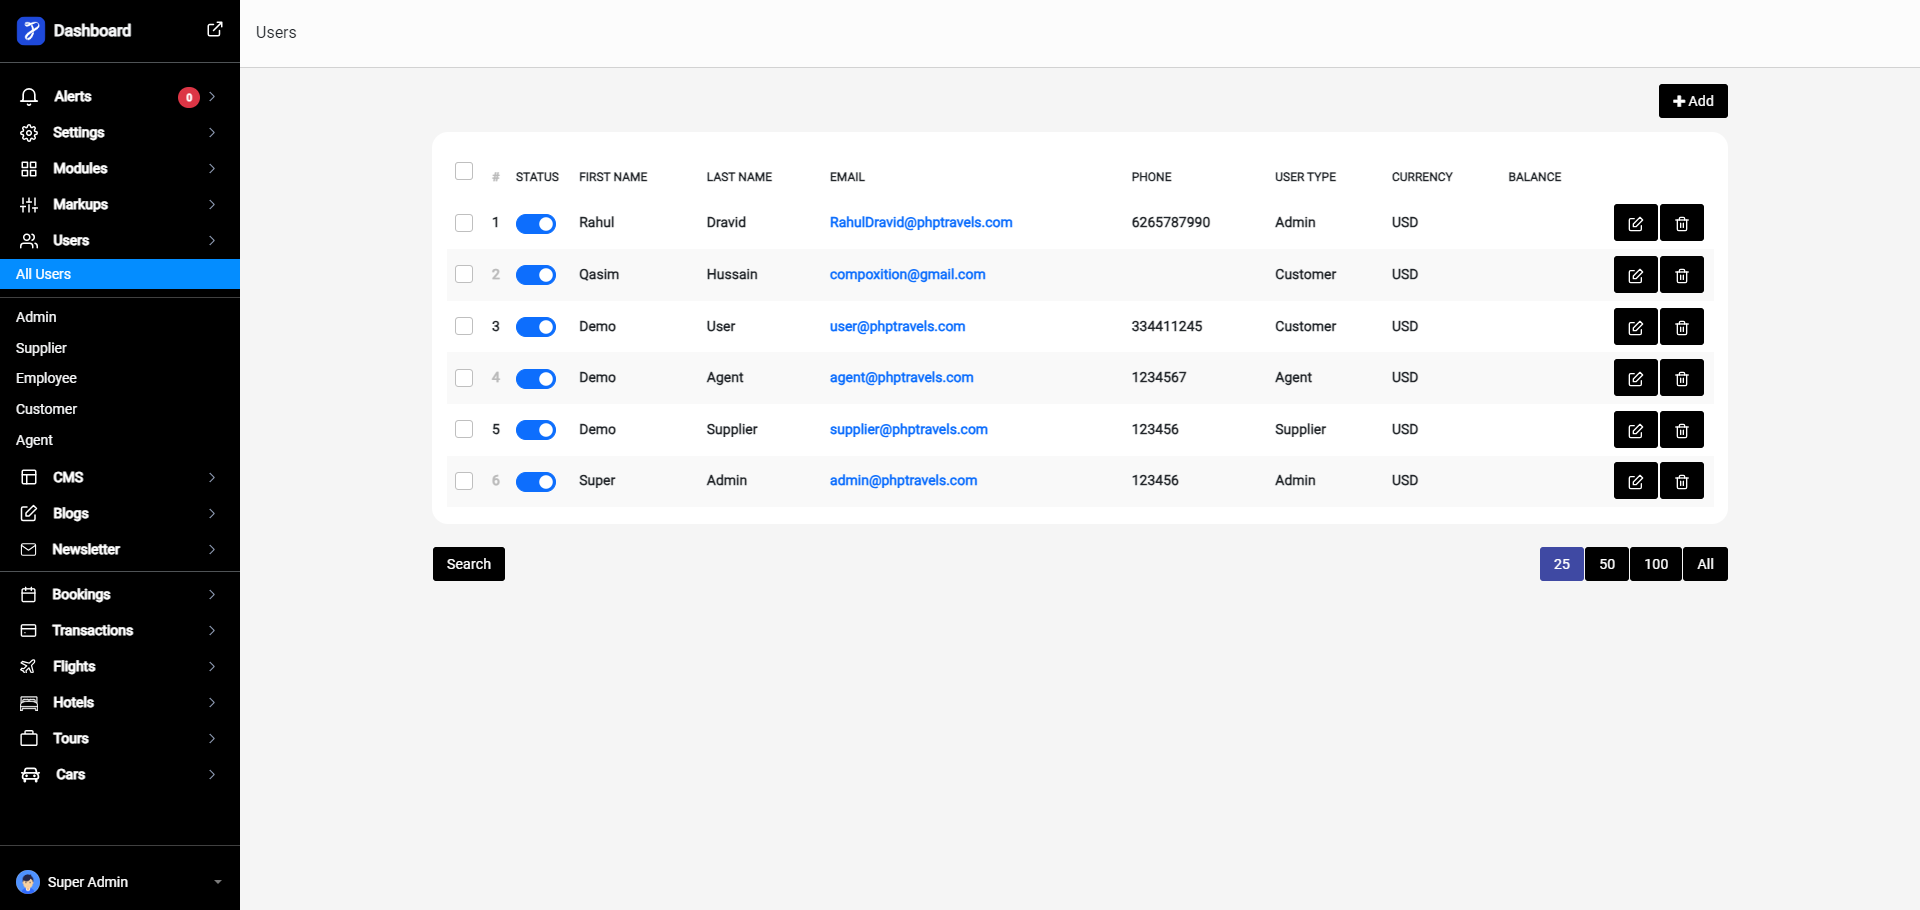 Dashboard
Users
Alerts 0
Settings
Modules
Markups
Users
All Users
Admin
Supplier
Employee
Customer
Agent
CMS
Blogs
Newsletter
Bookings
Transactions
Flights
Hotels
Tours
Cars
Super Admin
Add
# STATUS FIRST NAME LAST NAME EMAIL PHONE USER TYPE CURRENCY BALANCE
1 Rahul Dravid RahulDravid@phptravels.com 6265787990 Admin USD
2 Qasim Hussain compoxition@gmail.com Customer USD
3 Demo User user@phptravels.com 334411245 Customer USD
4 Demo Agent agent@phptravels.com 1234567 Agent USD
5 Demo Supplier supplier@phptravels.com 123456 Supplier USD
6 Super Admin admin@phptravels.com 123456 Admin USD
Search
25 50 100 All